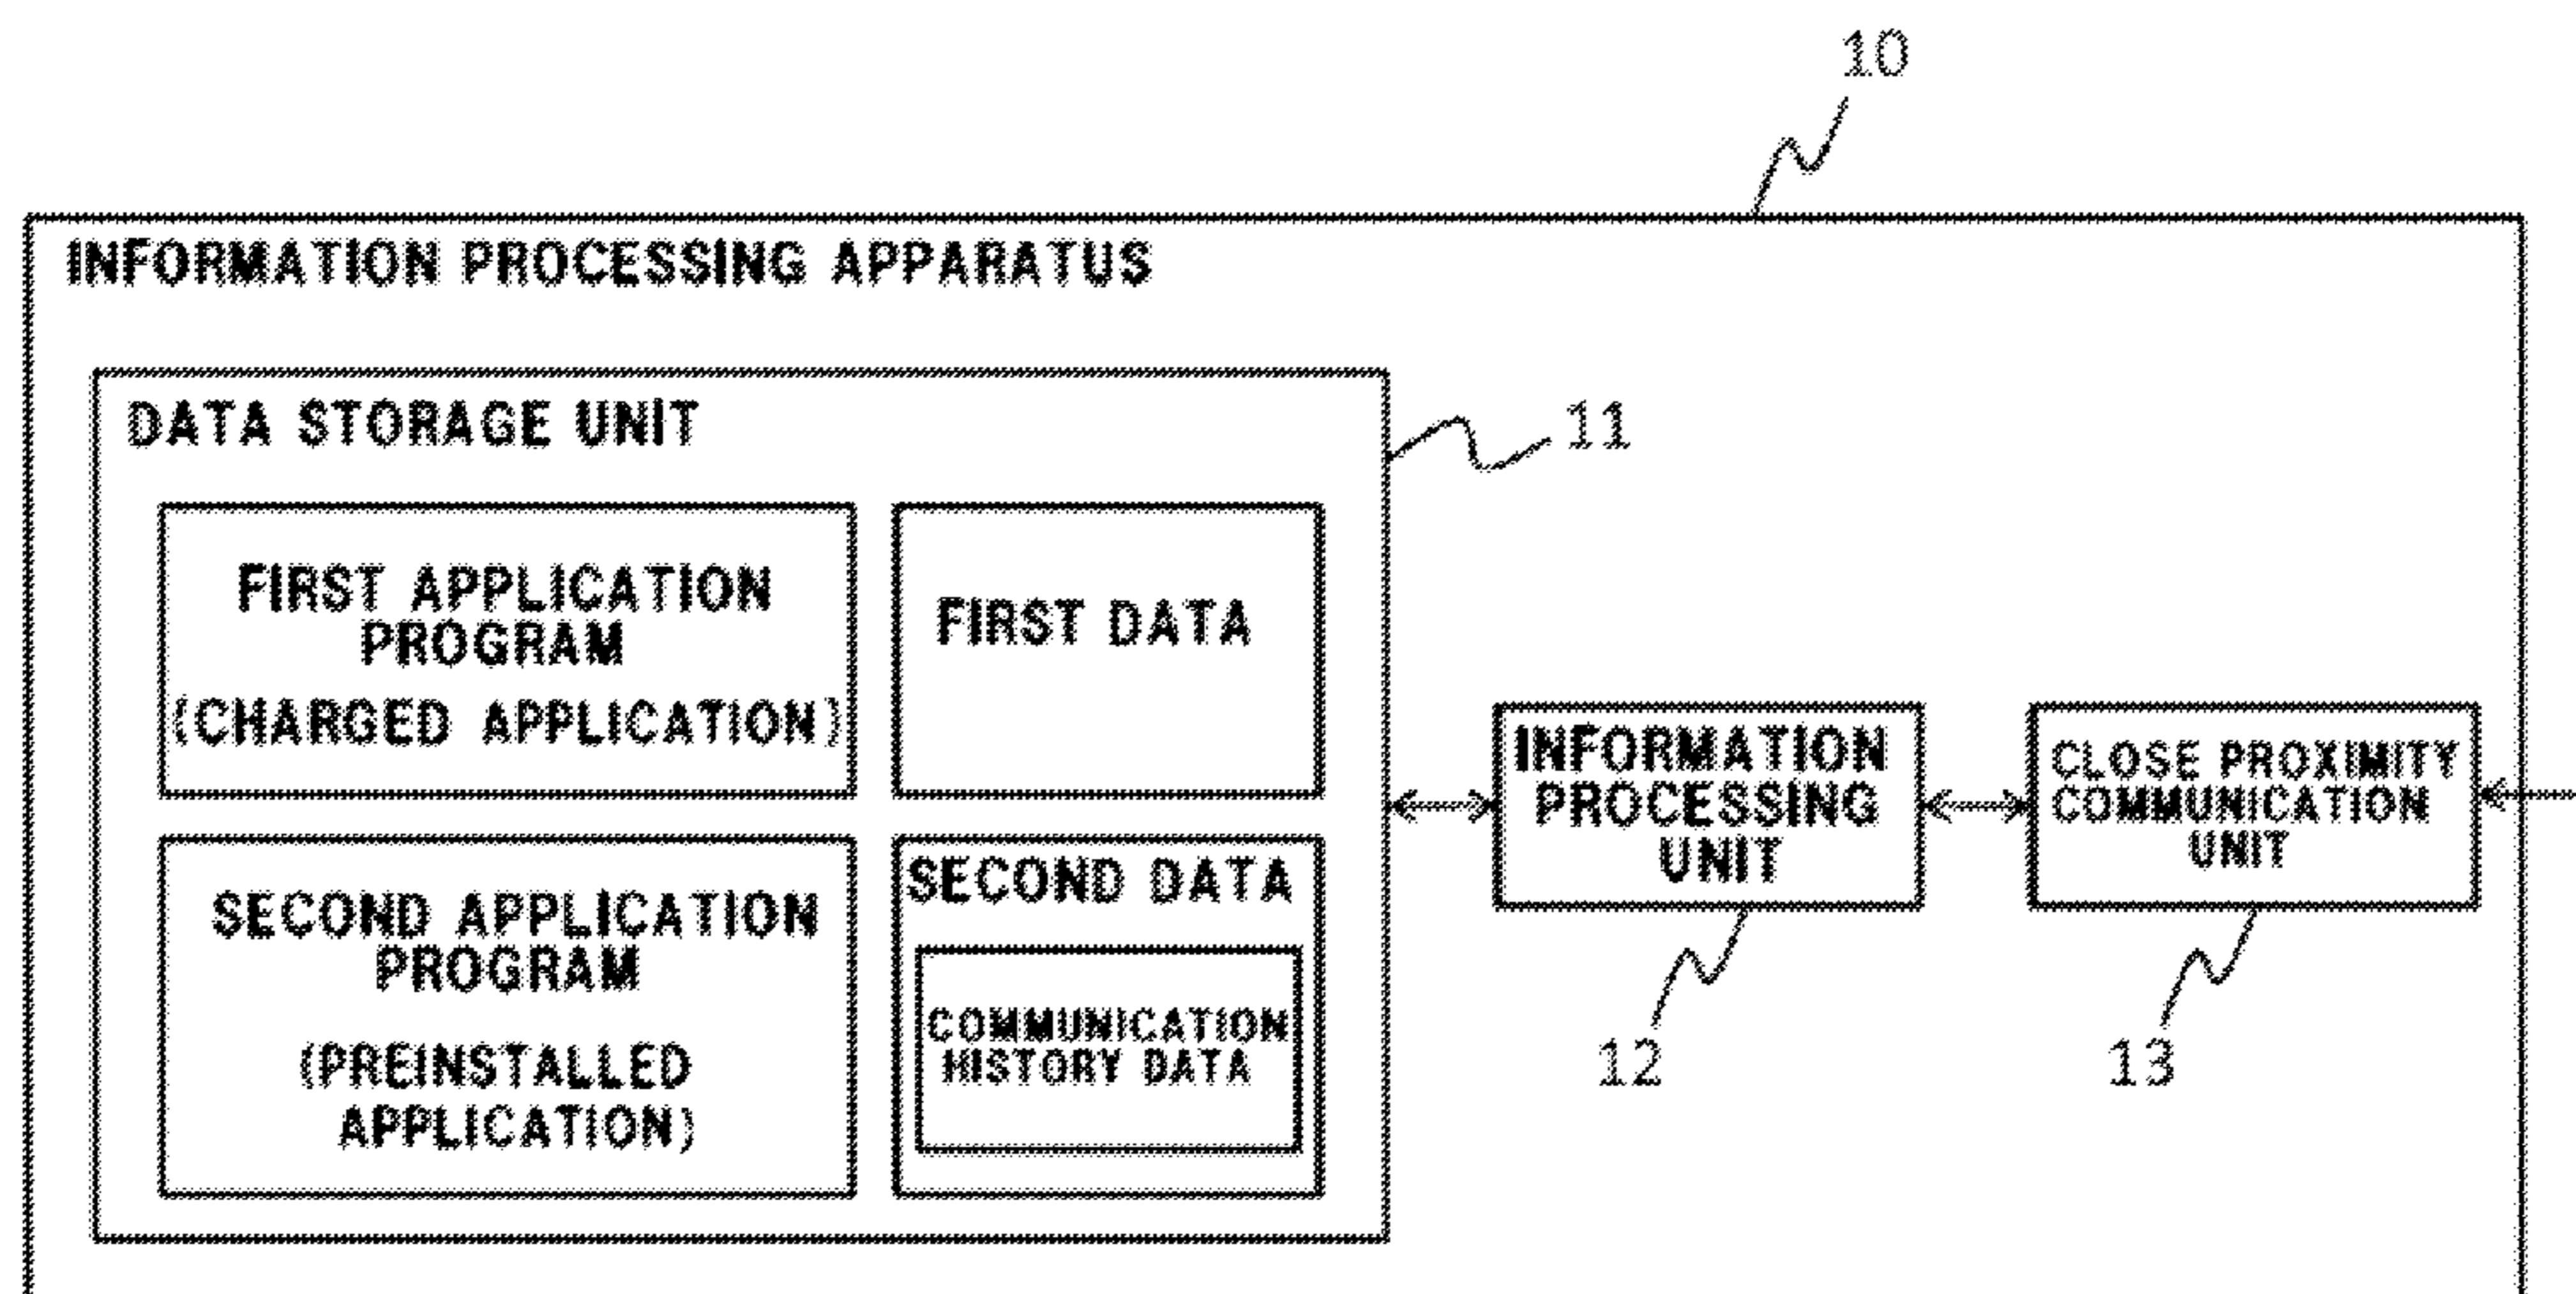 10
INFORMATION PROCESSING APPARATUS
DATA STORAGE UNIT
11
FIRST APPLICATION
PROGRAM
(CHARGED APPLICATION)
FIRST DATA
SECOND APPLICATION
PROGRAM
(PREINSTALLED
APPLICATION)
SECOND DATA
COMMUNICATION
HISTORY DATA
INFORMATION
PROCESSING
UNIT
12
CLOSE PROXIMITY
COMMUNICATION
UNIT
13